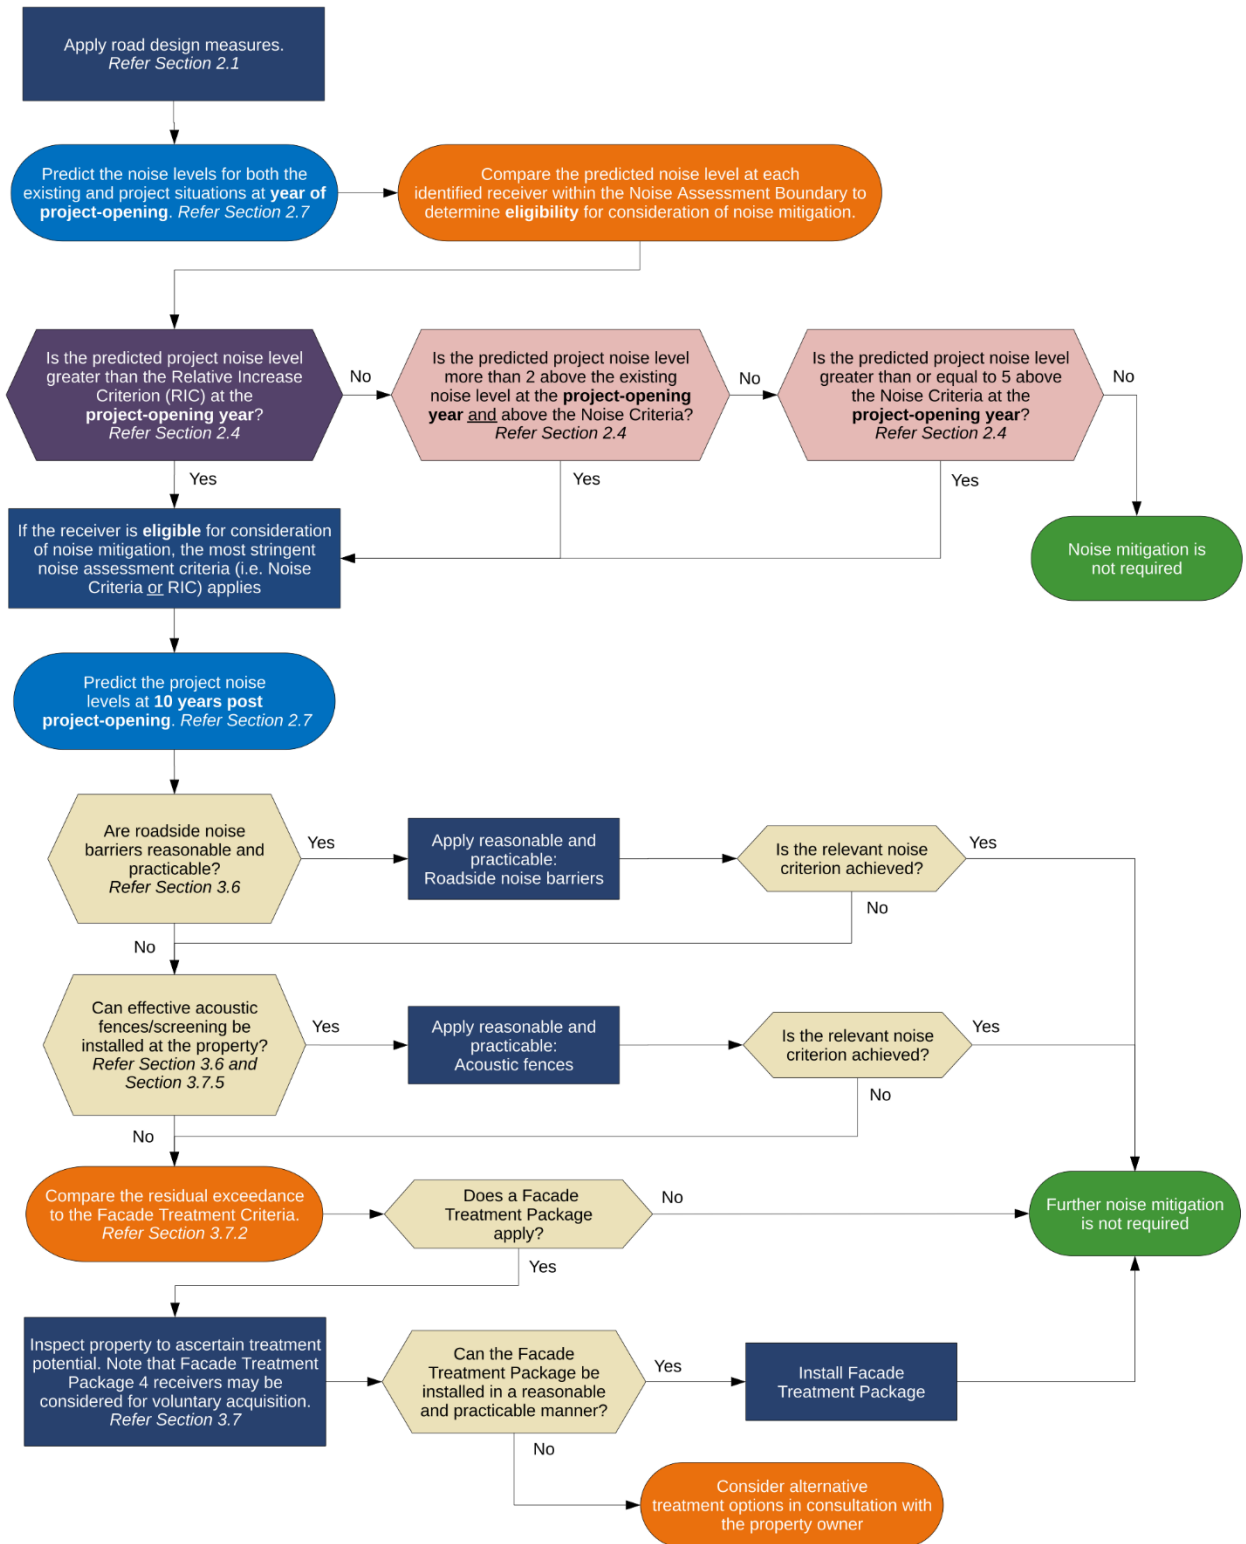 Apply road design measures.
Refer Section 2.1
Predict the noise levels for both the
existing and project situations at year of
project-opening. Refer Section 2.7
Compare the predicted noise level at each
identified receiver within the Noise Assessment Boundary to
determine eligibility for consideration of noise mitigation.
Is the predicted project noise level
greater than the Relative Increase
Criterion (RIC) at the
project-opening year?
Refer Section 2.4
No
Is the predicted project noise level
more than 2 above the existing
noise level at the project-opening
year and above the Noise Criteria?
Refer Section 2.4
No
Is the predicted project noise level
greater than or equal to 5 above
the Noise Criteria at the
project-opening year?
Refer Section 2.4
No
Yes
Yes
Yes
If the receiver is eligible for consideration
of noise mitigation, the most stringent
noise assessment criteria (i.e. Noise
Criteria or RIC) applies
Noise mitigation is
not required
Predict the project noise
levels at 10 years post
project-opening. Refer Section 2.7
Are roadside noise
barriers reasonable and
practicable?
Refer Section 3.6
Yes
Apply reasonable and
practicable:
Roadside noise barriers
Is the relevant noise
criterion achieved?
Yes
No
No
Can effective acoustic
fences/screening be
installed at the property?
Refer Section 3.6 and
Section 3.7.5
Yes
Apply reasonable and
practicable:
Acoustic fences
Is the relevant noise
criterion achieved?
Yes
No
No
Compare the residual exceedance
to the Facade Treatment Criteria.
Refer Section 3.7.2
Does a Facade
Treatment Package
apply?
No
Further noise mitigation
is not required
Yes
Inspect property to ascertain treatment
potential. Note that Facade Treatment
Package 4 receivers may be
considered for voluntary acquisition.
Refer Section 3.7
Can the Facade
Treatment Package be
installed in a reasonable
and practicable manner?
Yes
Install Facade
Treatment Package
No
Consider alternative
treatment options in consultation with
the property owner